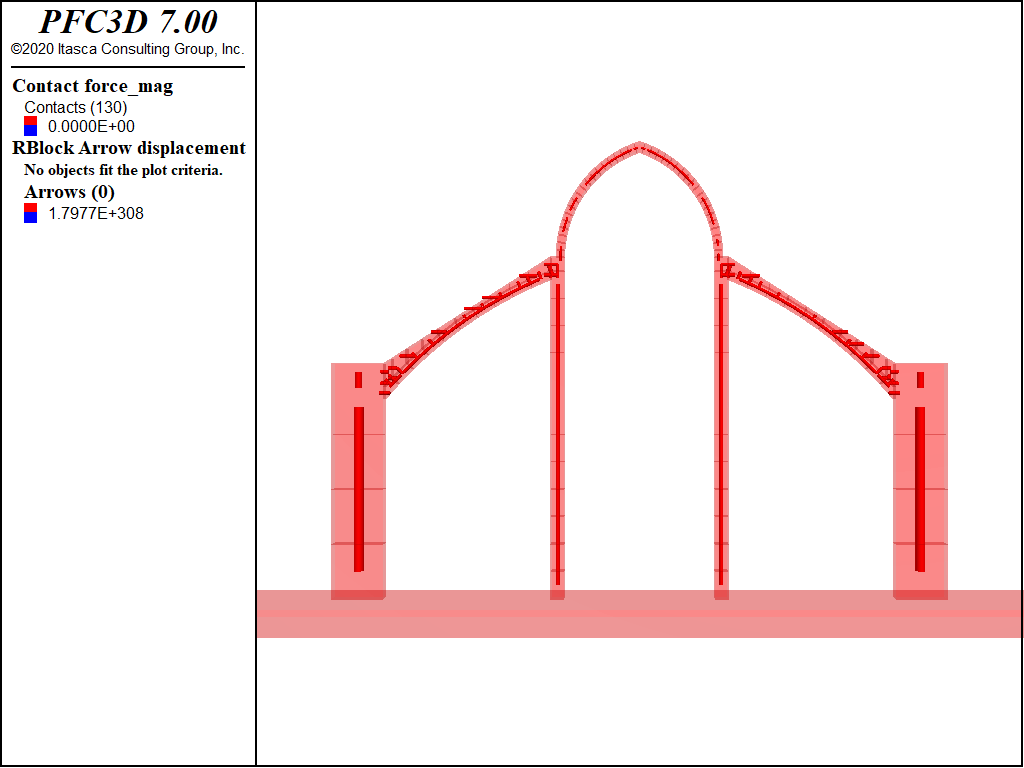 PFC3D 7.00
©2020 Itasca Consulting Group, Inc.
Contact force_mag
Contacts (130)
0.0000E+00
RBlock Arrow displacement
No objects fit the plot criteria.
Arrows (0)
1.7977E+308